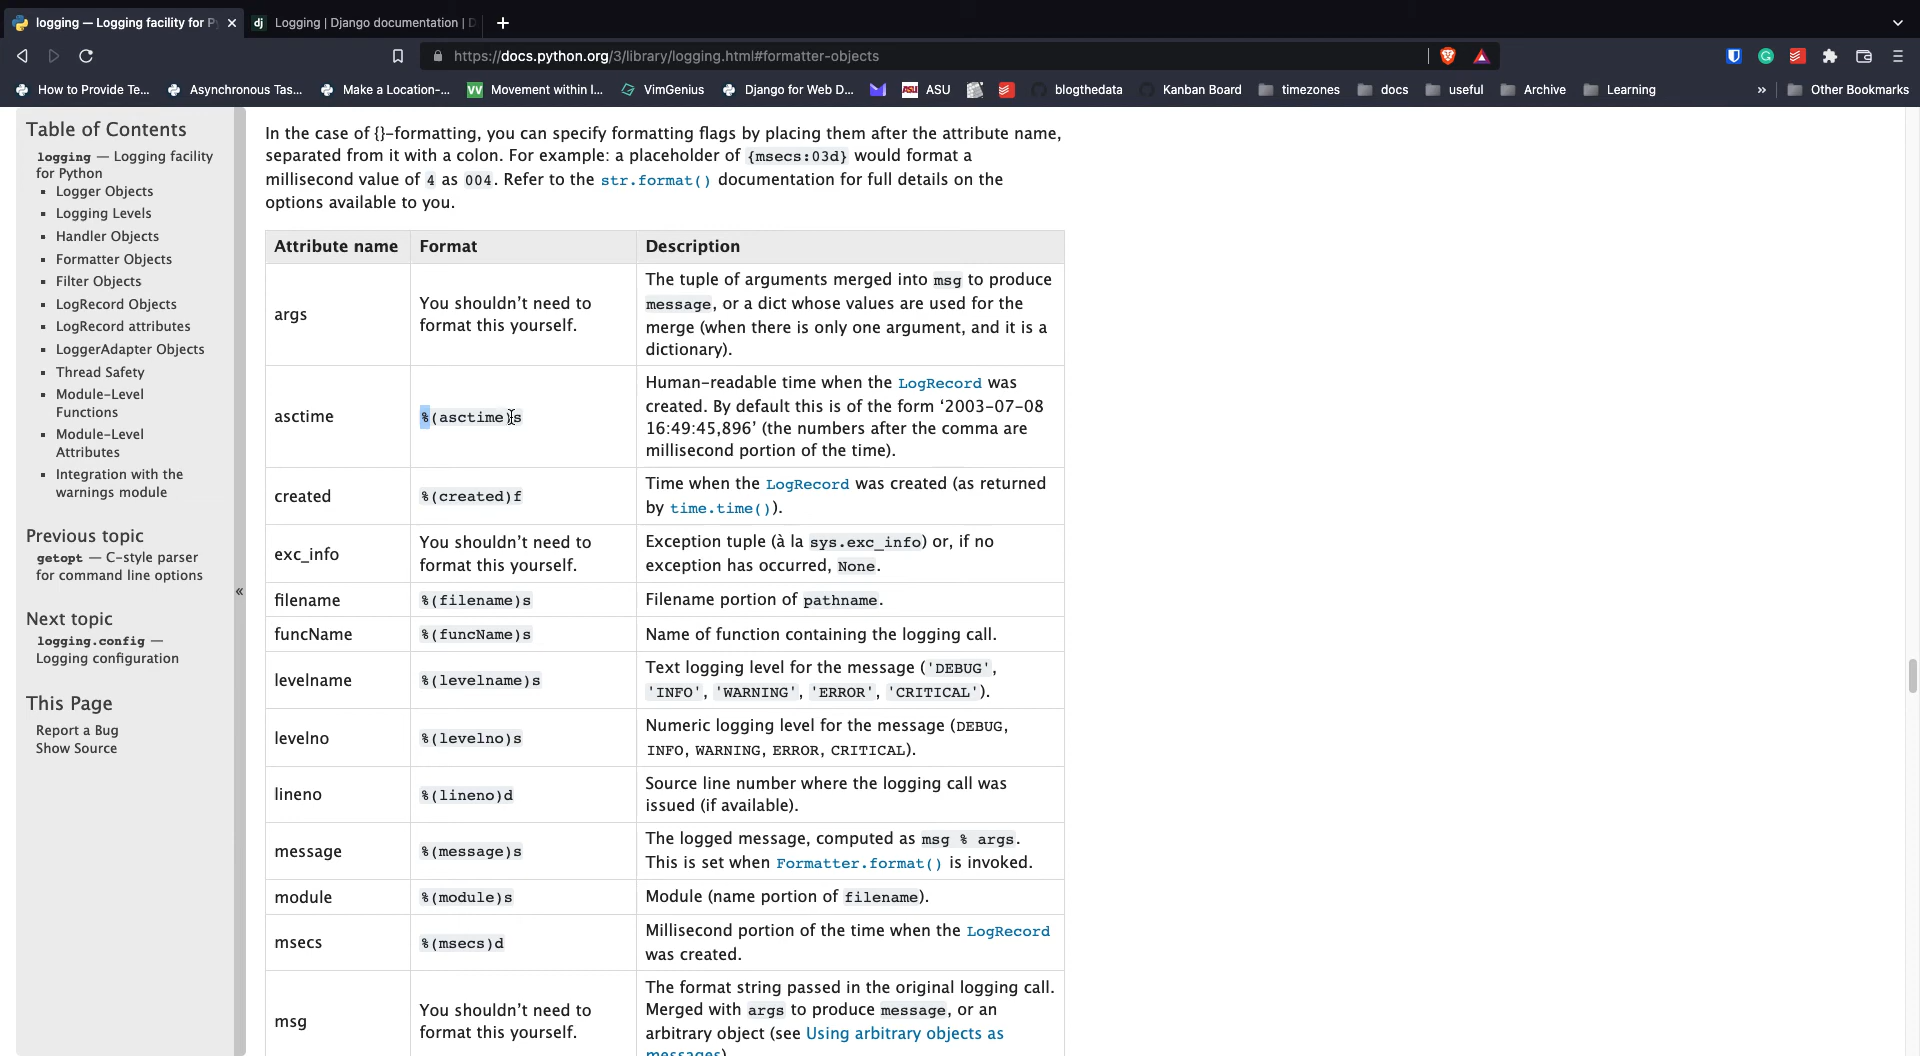 logging — Logging facility for P
Logging | Django documentation | D
https://docs.python.org/3/library/logging.html#formatter-objects
How to Provide Te... Asynchronous Tas... Make a Location-... Movement within I... VimGenius Django for Web D... ASU blogthedata Kanban Board timezones docs useful Archive Learning » Other Bookmarks
Table of Contents
logging — Logging facility
for Python
Logger Objects
Logging Levels
Handler Objects
Formatter Objects
Filter Objects
LogRecord Objects
LogRecord attributes
LoggerAdapter Objects
Thread Safety
Module-Level
Functions
Module-Level
Attributes
Integration with the
warnings module
Previous topic
getopt — C-style parser
for command line options
Next topic
logging.config —
Logging configuration
This Page
Report a Bug
Show Source
«
In the case of {}-formatting, you can specify formatting flags by placing them after the attribute name,
separated from it with a colon. For example: a placeholder of {msecs:03d} would format a
millisecond value of 4 as 004. Refer to the str.format() documentation for full details on the
options available to you.
Attribute name Format Description
args
You shouldn’t need to
format this yourself.
The tuple of arguments merged into msg to produce
message, or a dict whose values are used for the
merge (when there is only one argument, and it is a
dictionary).
asctime
%(asctime)s
Human-readable time when the LogRecord was
created. By default this is of the form ‘2003-07-08
16:49:45,896’ (the numbers after the comma are
millisecond portion of the time).
created
%(created)f
Time when the LogRecord was created (as returned
by time.time()).
exc_info
You shouldn’t need to
format this yourself.
Exception tuple (à la sys.exc_info) or, if no
exception has occurred, None.
filename %(filename)s Filename portion of pathname.
funcName %(funcName)s Name of function containing the logging call.
levelname
%(levelname)s
Text logging level for the message ('DEBUG',
'INFO', 'WARNING', 'ERROR', 'CRITICAL').
levelno
%(levelno)s
Numeric logging level for the message (DEBUG,
INFO, WARNING, ERROR, CRITICAL).
lineno
%(lineno)d
Source line number where the logging call was
issued (if available).
message
%(message)s
The logged message, computed as msg % args.
This is set when Formatter.format() is invoked.
module %(module)s Module (name portion of filename).
msecs
%(msecs)d
Millisecond portion of the time when the LogRecord
was created.
msg
You shouldn’t need to
format this yourself.
The format string passed in the original logging call.
Merged with args to produce message, or an
arbitrary object (see Using arbitrary objects as
messages)